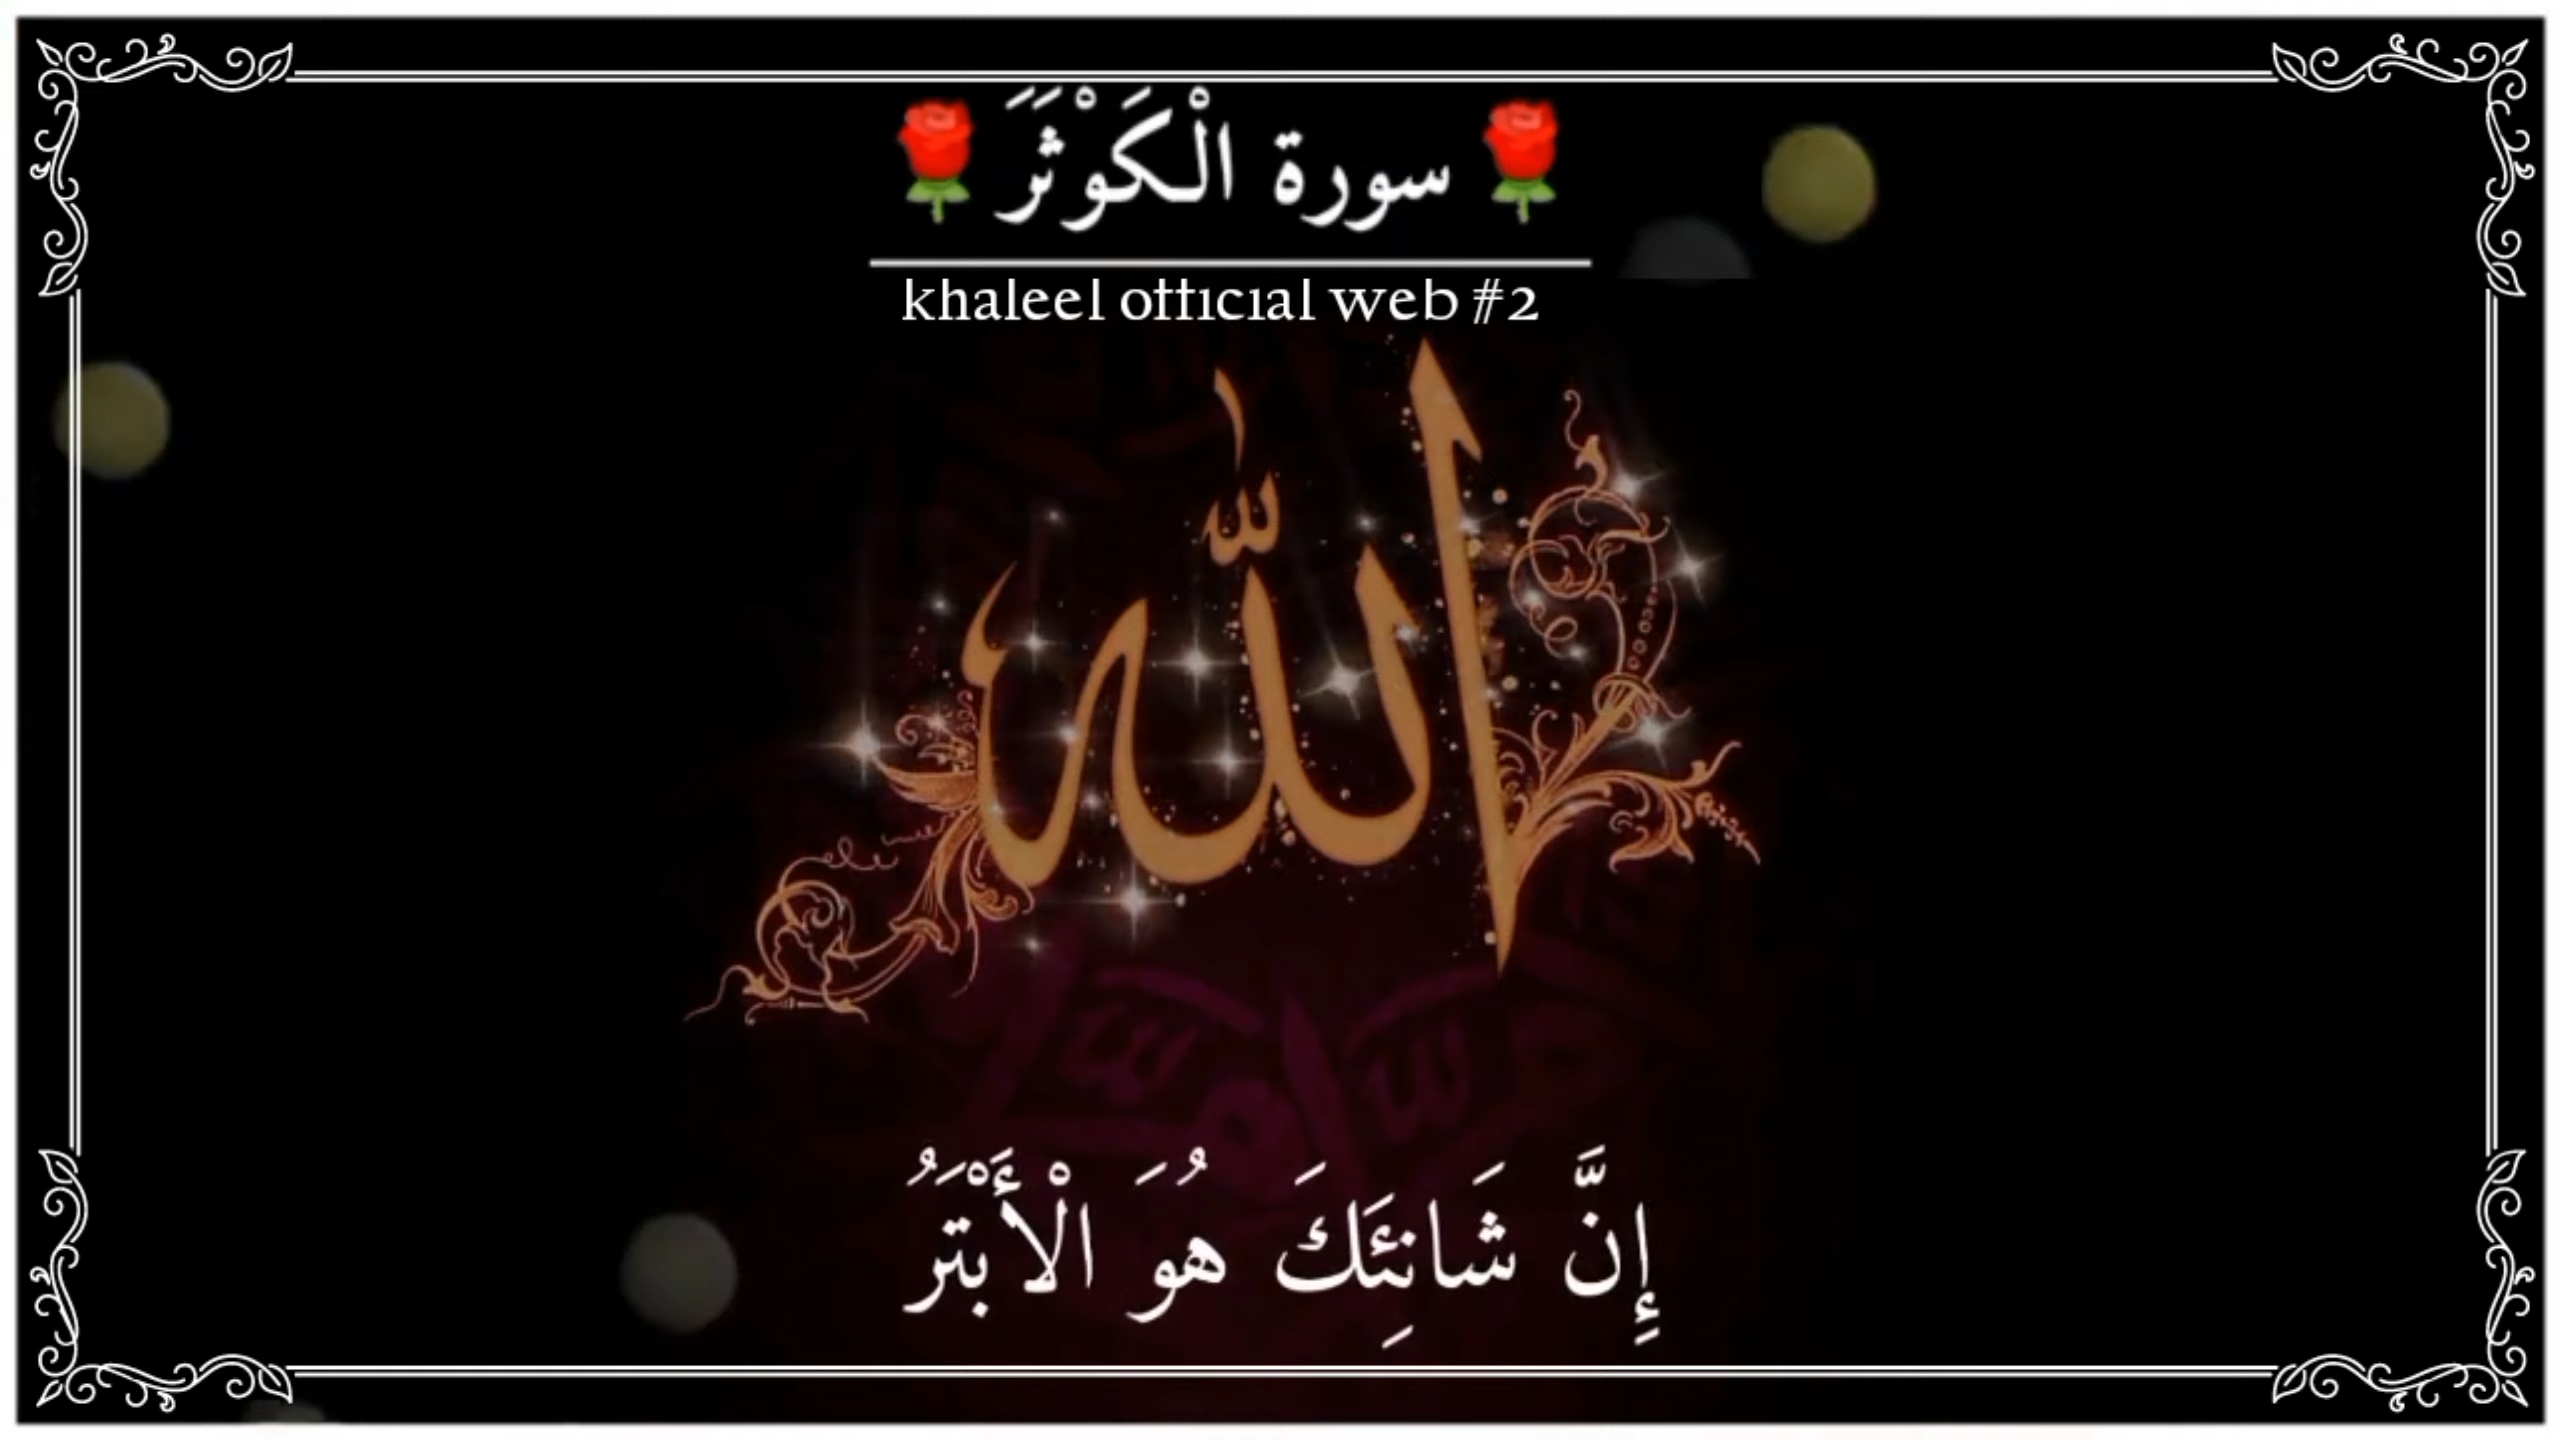 🌹سورة الْكَوْثَرَ🌹
khaleel official web #2
الله
إِنَّ شَانِئَكَ هُوَ الْأَبْتَرُ